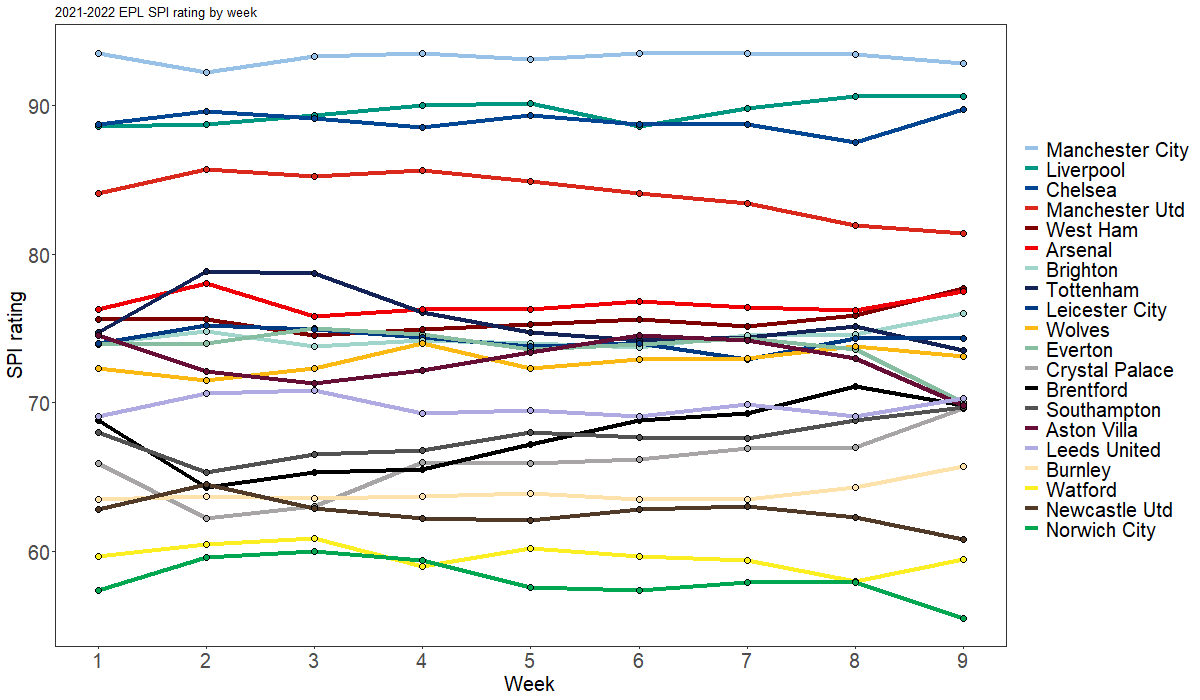 2021-2022 EPL SPI rating by week
90
80
70
60
SPI rating
1 2 3 4 5 6 7 8 9
Week
Manchester City
Liverpool
Chelsea
Manchester Utd
West Ham
Arsenal
Brighton
Tottenham
Leicester City
Wolves
Everton
Crystal Palace
Brentford
Southampton
Aston Villa
Leeds United
Burnley
Watford
Newcastle Utd
Norwich City